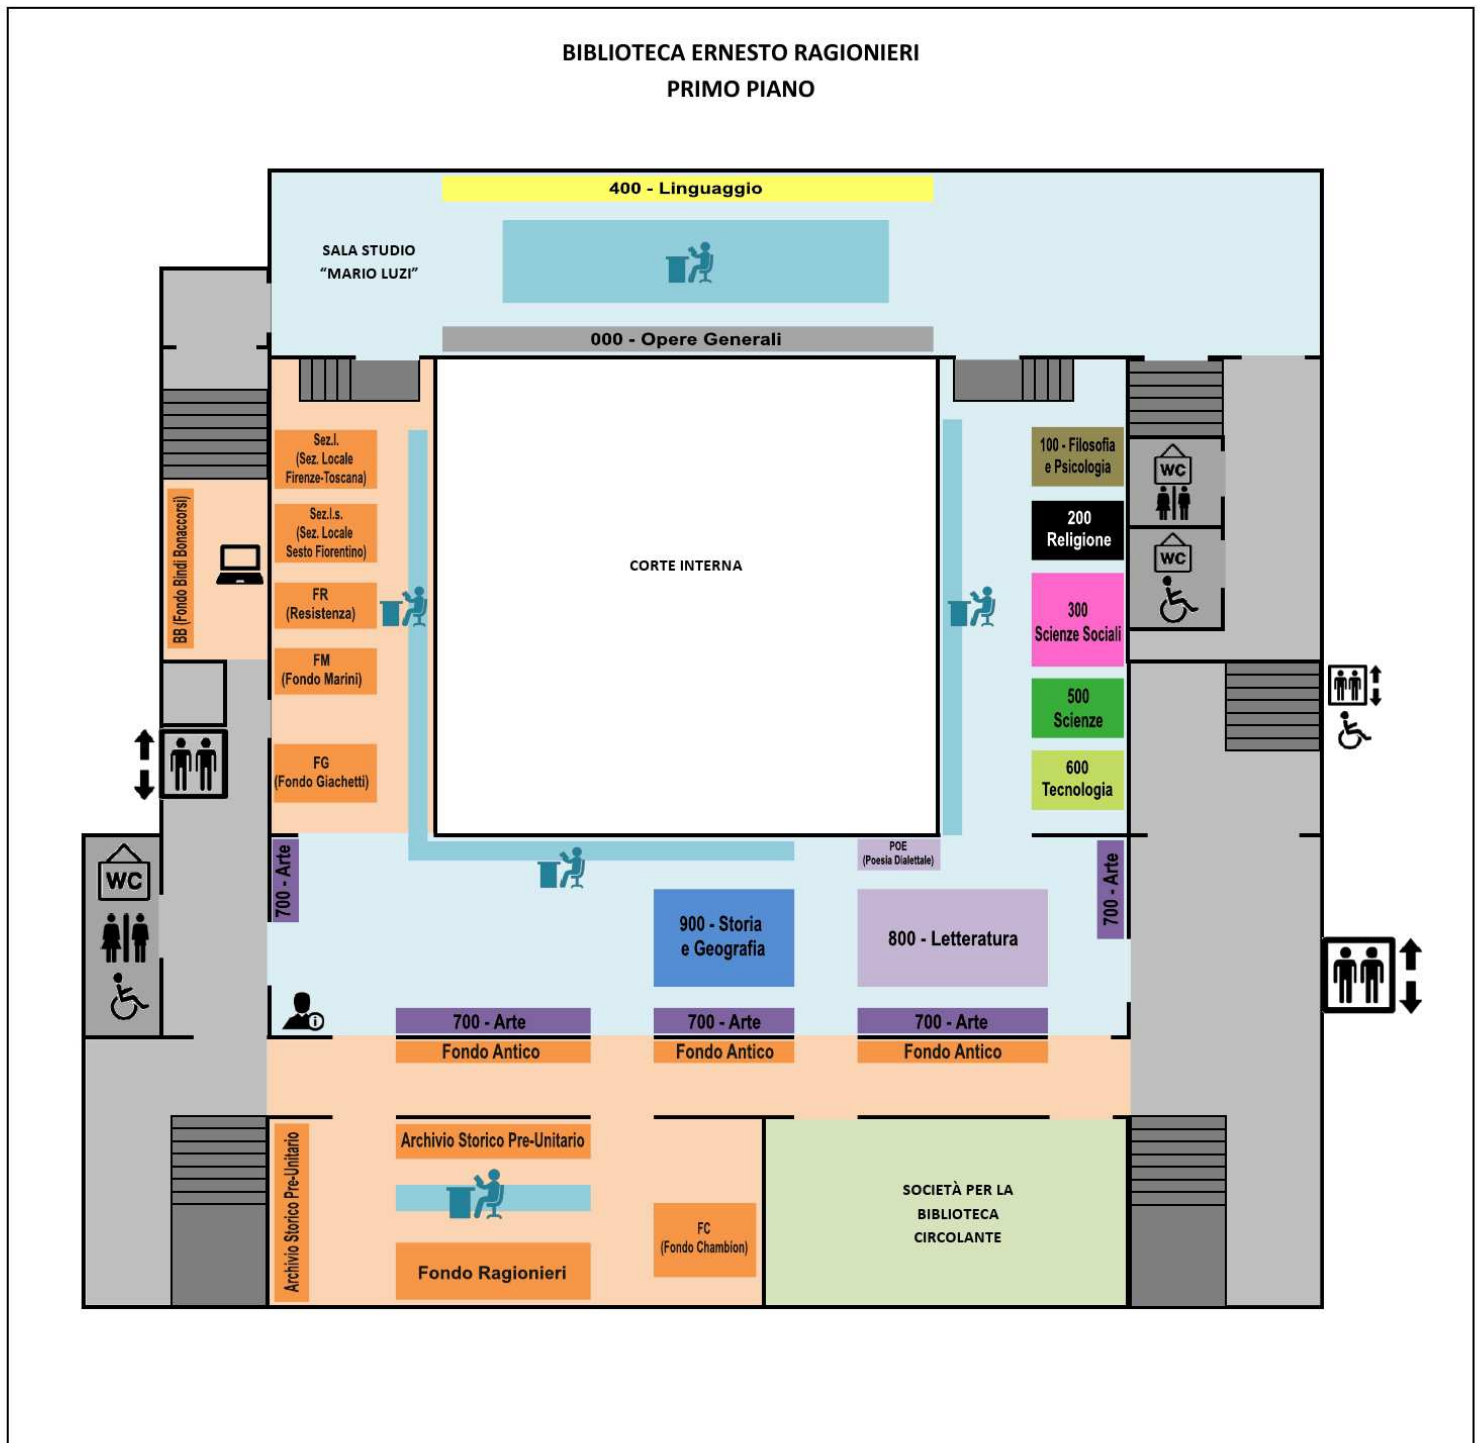 BIBLIOTECA ERNESTO RAGIONIERI
PRIMO PIANO
400 - Linguaggio
SALA STUDIO
“MARIO LUZI”
000 - Opere Generali
Sez.l.
(Sez. Locale
Firenze-Toscana)
Sez.l.s.
(Sez. Locale
Sesto Fiorentino)
FR
(Resistenza)
FM
(Fondo Marini)
FG
(Fondo Giachetti)
BB (Fondo Bindi Bonaccorsi)
CORTE INTERNA
100 - Filosofia
e Psicologia
200
Religione
300
Scienze Sociali
500
Scienze
600
Tecnologia
WC
WC
WC
700 - Arte
POE
(Poesia Dialettale)
700 - Arte
900 - Storia
e Geografia
800 - Letteratura
i
700 - Arte
700 - Arte
700 - Arte
Fondo Antico
Fondo Antico
Fondo Antico
Archivio Storico Pre-Unitario
Archivio Storico Pre-Unitario
FC
(Fondo Chambion)
Fondo Ragionieri
SOCIETÀ PER LA
BIBLIOTECA
CIRCOLANTE